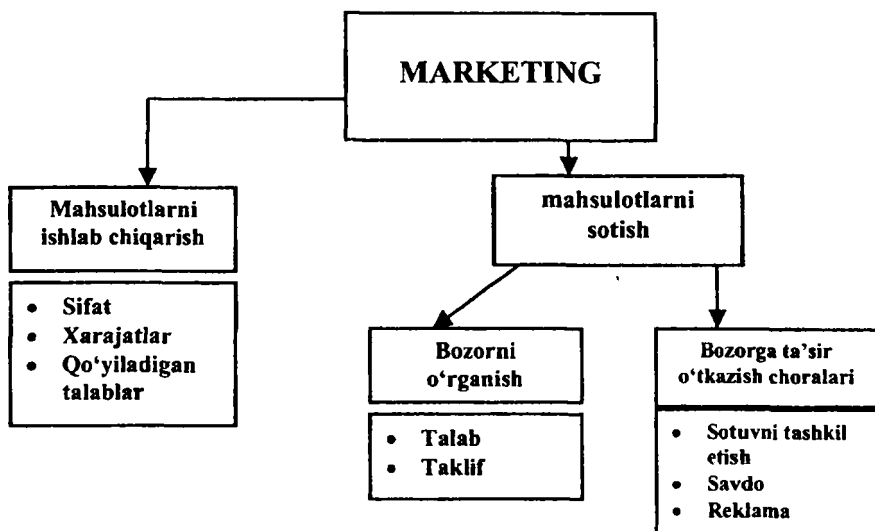 MARKETING
Mahsulotlarni
ishlab chiqarish
• Sifat
• Xarajatlar
• Qo‘yiladigan
talablar
mahsulotlarni
sotish
Bozorni
o‘rganish
• Talab
• Taklif
Bozorga ta’sir
o‘tkazish choralari
• Sotuvni tashkil
etish
• Savdo
• Reklama